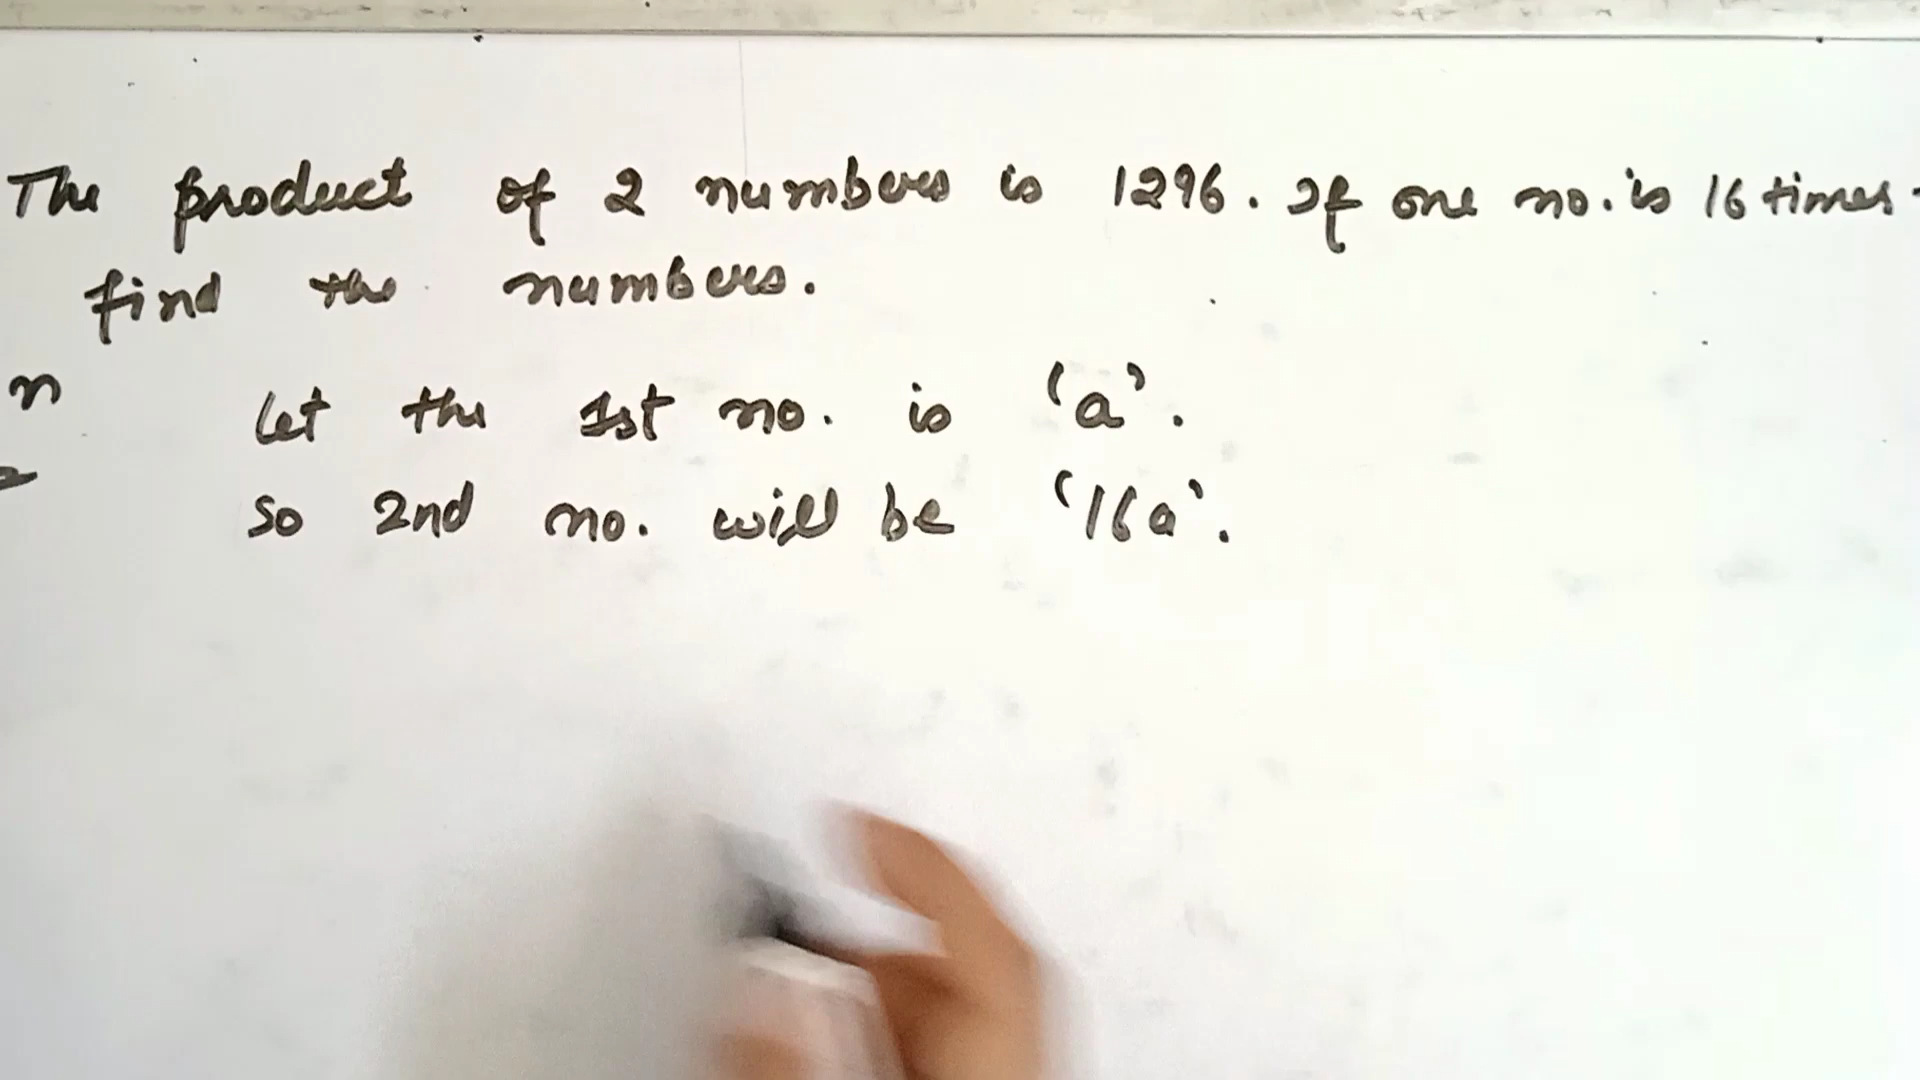 The product of 2 numbers is 1296. If one no. is 16 times
find the numbers.
n
Let the 1st no. is 'a'.
So 2nd no. will be '16a'.